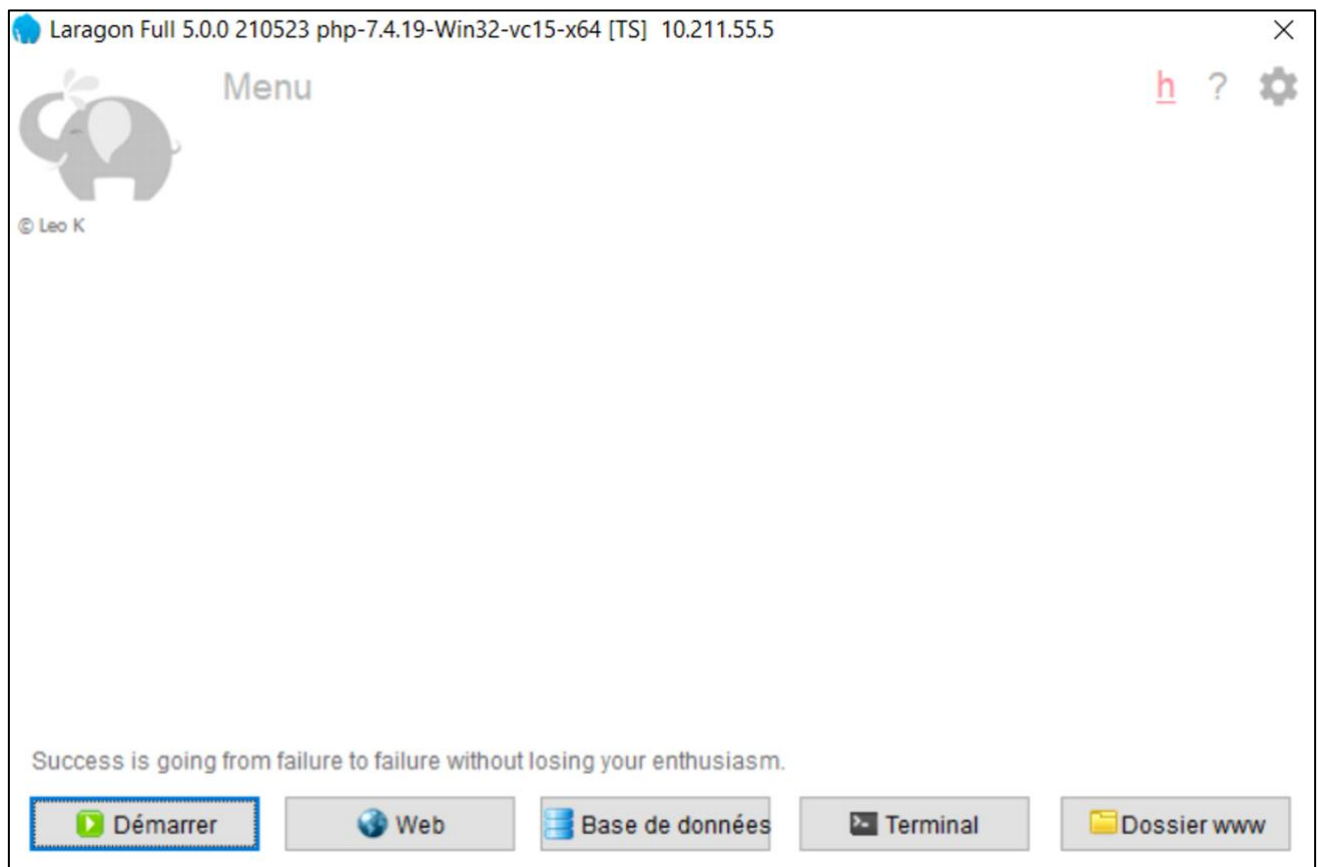 Laragon Full 5.0.0 210523 php-7.4.19-Win32-vc15-x64 [TS] 10.211.55.5
Menu
h ?
© Leo K
Success is going from failure to failure without losing your enthusiasm.
Démarrer
Web
Base de données
Terminal
Dossier www